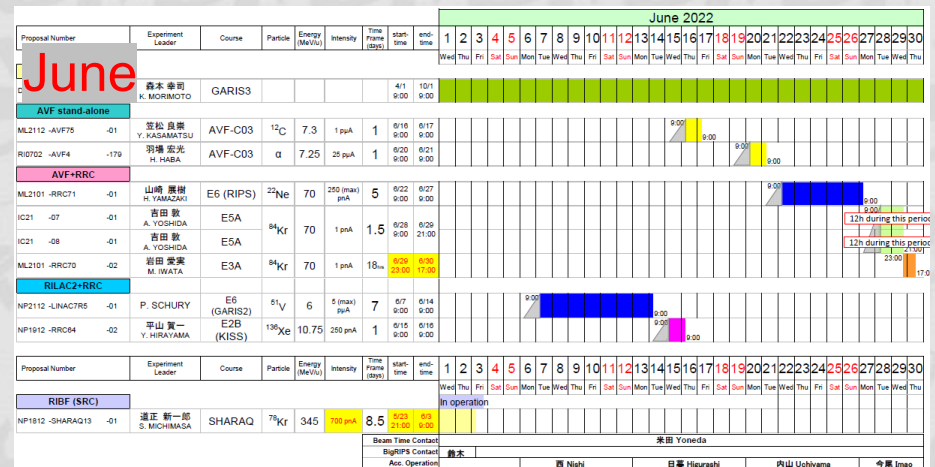 June
June 2022
Proposal Number Experiment Leader Course Particle Energy (MeV/u) Intensity Time Frame (days) start-time end-time 1 2 3 4 5 6 7 8 9 10 11 12 13 14 15 16 17 18 19 20 21 22 23 24 25 26 27 28 29 30
Wed Thu Fri Sat Sun Mon Tue Wed Thu Fri Sat Sun Mon Tue Wed Thu Fri Sat Sun Mon Tue Wed Thu Fri Sat Sun Mon Tue Wed Thu
森本 幸司 K. MORIMOTO GARIS3 4/1 9:00 10/1 9:00
AVF stand-alone
ML2112 -AVF75 -01 笠松 良崇 Y. KASAMATSU AVF-C03 12C 7.3 1 pμA 1 6/16 9:00 6/17 9:00 9:00 9:00
RI0702 -AVF4 -179 羽場 宏光 H. HABA AVF-C03 α 7.25 25 pμA 1 6/20 9:00 6/21 9:00 9:00 9:00
AVF+RRC
ML2101 -RRC71 -01 山崎 展樹 H. YAMAZAKI E6 (RIPS) 22Ne 70 250 (max) pnA 5 6/22 9:00 6/27 9:00 9:00 9:00
IC21 -07 -01 吉田 敦 A. YOSHIDA E5A 84Kr 70 1 pnA 1.5 6/28 9:00 6/29 21:00 9:00 12h during this period
IC21 -08 -01 吉田 敦 A. YOSHIDA E5A 12h during this period 21:00
ML2101 -RRC70 -02 岩田 愛実 M. IWATA E3A 84Kr 70 1 pnA 18hrs 6/29 23:00 6/30 17:00 23:00 17:0
RILAC2+RRC
NP2112 -LINAC7R5 -01 P. SCHURY E6 (GARIS2) 51V 6 5 (max) pμA 7 6/7 9:00 6/14 9:00 9:00 9:00
NP1912 -RRC64 -02 平山 賀一 Y. HIRAYAMA E2B (KISS) 136Xe 10.75 250 pnA 1 6/15 9:00 6/16 9:00 9:00 9:00
Proposal Number Experiment Leader Course Particle Energy (MeV/u) Intensity Time Frame (days) start-time end-time 1 2 3 4 5 6 7 8 9 10 11 12 13 14 15 16 17 18 19 20 21 22 23 24 25 26 27 28 29 30
Wed Thu Fri Sat Sun Mon Tue Wed Thu Fri Sat Sun Mon Tue Wed Thu Fri Sat Sun Mon Tue Wed Thu Fri Sat Sun Mon Tue Wed Thu
RIBF (SRC) In operation
NP1812 -SHARAQ13 -01 道正 新一郎 S. MICHIMASA SHARAQ 78Kr 345 700 pnA 8.5 5/23 21:00 6/3 9:00
Beam Time Contact 米田 Yoneda
BigRIPS Contact 鈴木
Acc. Operation 西 Nishi 日暮 Higurashi 内山 Uchiyama 今尾 Imao